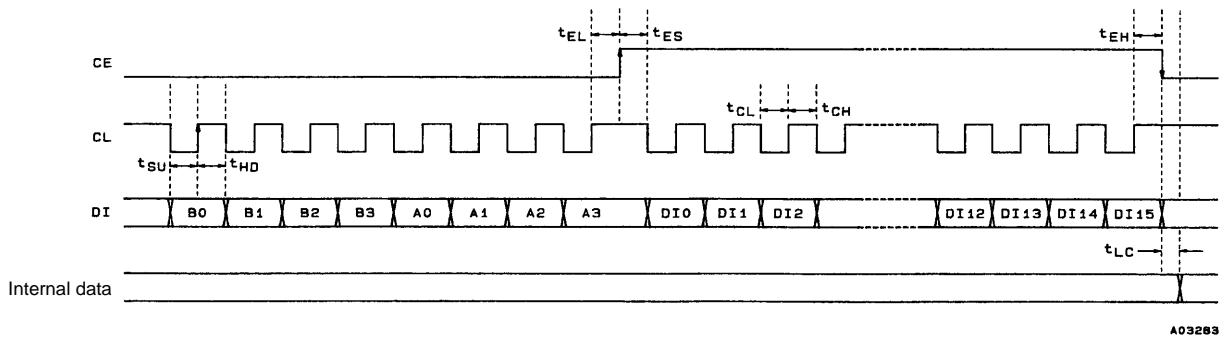 tEL tES tEH
CE
tCL tCH
CL
tSU tHD
DI B0 B1 B2 B3 A0 A1 A2 A3 DI0 DI1 DI2 DI12 DI13 DI14 DI15
tLC
Internal data
A03283